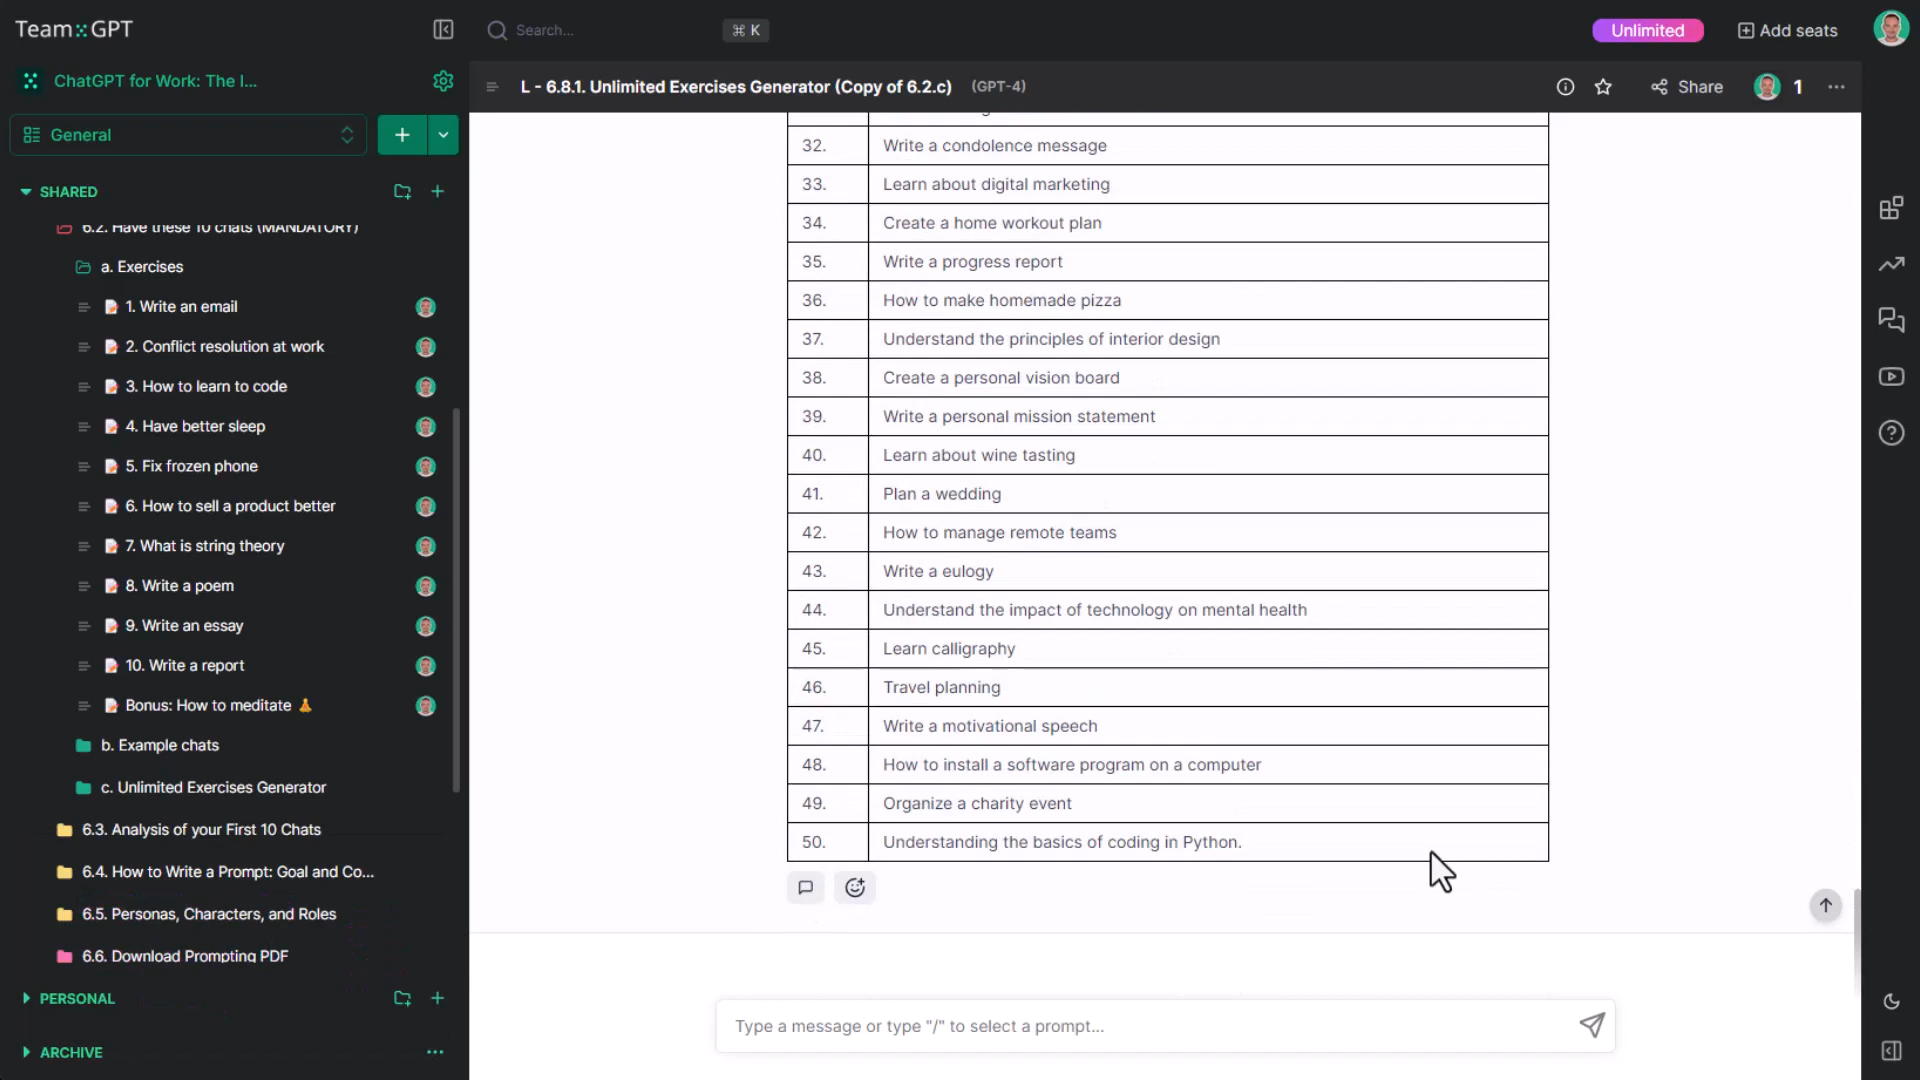 Team GPT
Search...
⌘ K
Unlimited
Add seats
ChatGPT for Work: The I...
General
SHARED
6.2. Have these 10 chats (MANDATORY)
a. Exercises
1. Write an email
2. Conflict resolution at work
3. How to learn to code
4. Have better sleep
5. Fix frozen phone
6. How to sell a product better
7. What is string theory
8. Write a poem
9. Write an essay
10. Write a report
Bonus: How to meditate
b. Example chats
c. Unlimited Exercises Generator
6.3. Analysis of your First 10 Chats
6.4. How to Write a Prompt: Goal and Co...
6.5. Personas, Characters, and Roles
6.6. Download Prompting PDF
PERSONAL
ARCHIVE
L - 6.8.1. Unlimited Exercises Generator (Copy of 6.2.c) (GPT-4)
Share
1
32. Write a condolence message
33. Learn about digital marketing
34. Create a home workout plan
35. Write a progress report
36. How to make homemade pizza
37. Understand the principles of interior design
38. Create a personal vision board
39. Write a personal mission statement
40. Learn about wine tasting
41. Plan a wedding
42. How to manage remote teams
43. Write a eulogy
44. Understand the impact of technology on mental health
45. Learn calligraphy
46. Travel planning
47. Write a motivational speech
48. How to install a software program on a computer
49. Organize a charity event
50. Understanding the basics of coding in Python.
Type a message or type "/" to select a prompt...